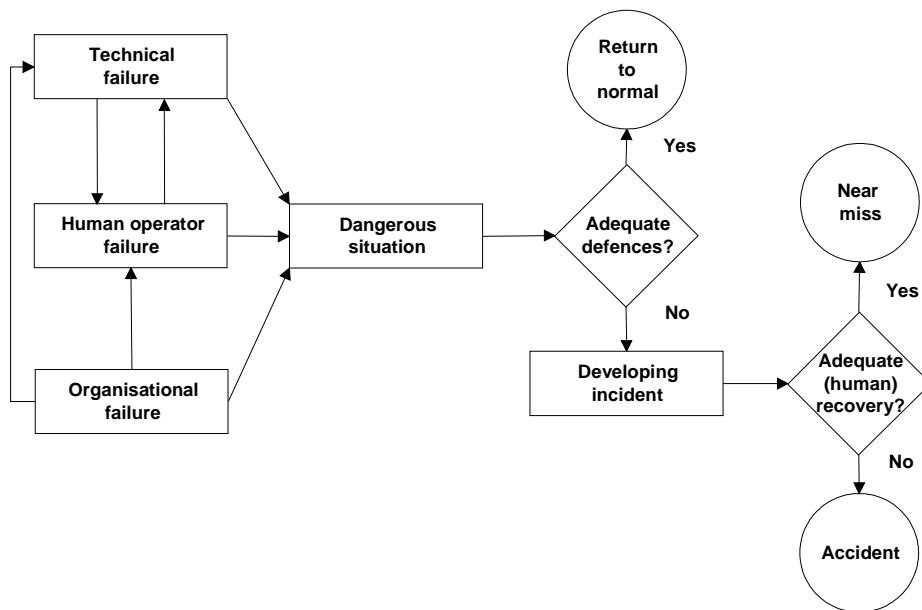 Technical
failure
Human operator
failure
Organisational
failure
Dangerous
situation
Return
to
normal
Yes
Adequate
defences?
No
Developing
incident
Near
miss
Yes
Adequate
(human)
recovery?
No
Accident